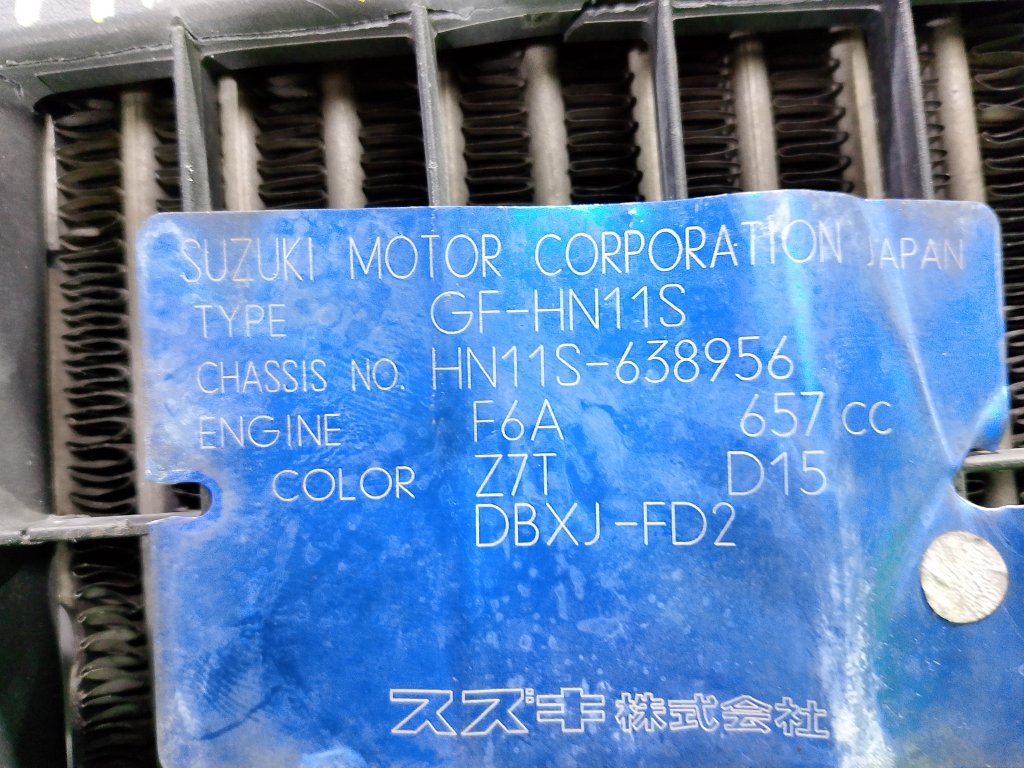 SUZUKI MOTOR CORPORATION JAPAN
TYPE GF-HN11S
CHASSIS NO. HN11S-638956
ENGINE F6A 657 CC
COLOR Z7T D15
DBXJ-FD2
スズキ株式会社